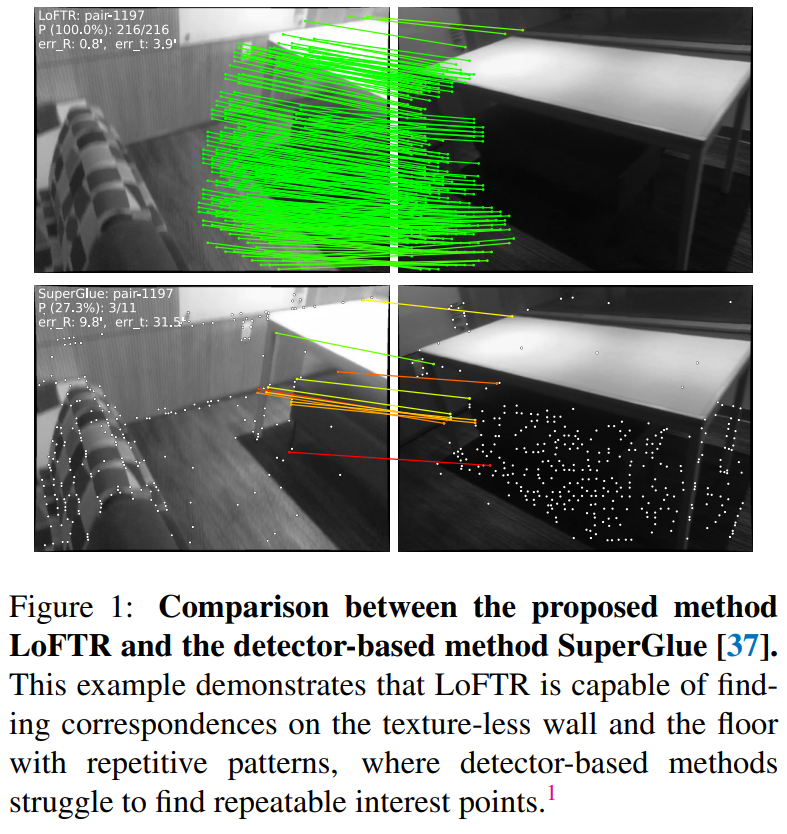 LoFTR: pair-1197
P (100.0%): 216/216
err_R: 0.8°, err_t: 3.9°
SuperGlue: pair-1197
P (27.3%): 3/11
err_R: 9.8°, err_t: 31.5°
Figure 1: Comparison between the proposed method
LoFTR and the detector-based method SuperGlue [37].
This example demonstrates that LoFTR is capable of find-
ing correspondences on the texture-less wall and the floor
with repetitive patterns, where detector-based methods
struggle to find repeatable interest points.1